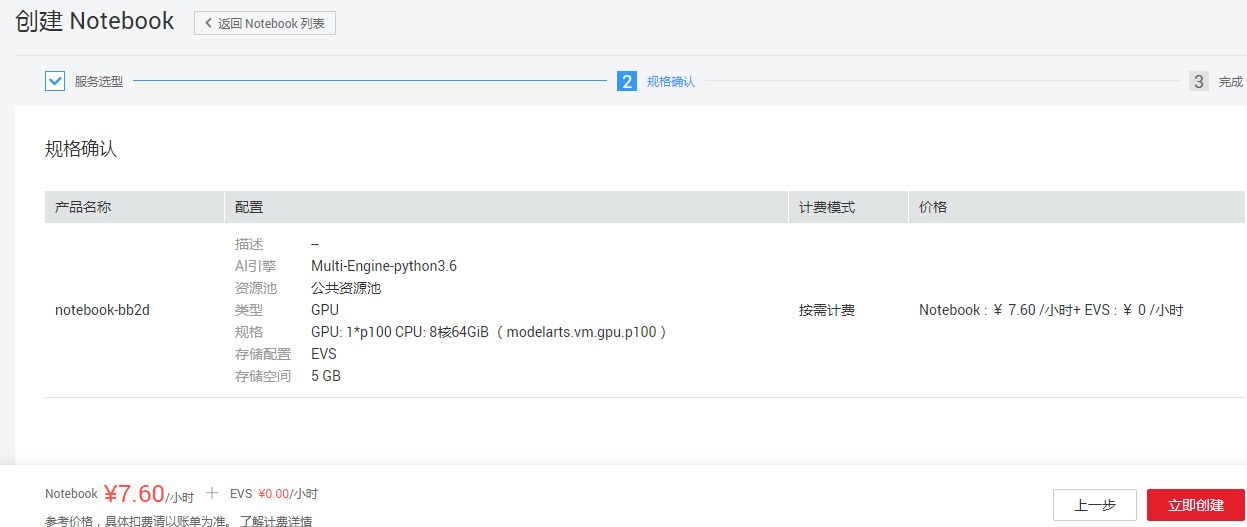 创建 Notebook
返回 Notebook 列表
服务选型
2 规格确认
3 完成
规格确认
产品名称 配置 计费模式 价格
描述 --
AI引擎 Multi-Engine-python3.6
资源池 公共资源池
notebook-bb2d 类型 GPU 按需计费 Notebook : ¥ 7.60 /小时+ EVS : ¥ 0 /小时
规格 GPU: 1*p100 CPU: 8核64GiB （modelarts.vm.gpu.p100）
存储配置 EVS
存储空间 5 GB
Notebook ¥7.60/小时 + EVS ¥0.00/小时
参考价格，具体扣费请以账单为准。 了解计费详情
上一步 立即创建